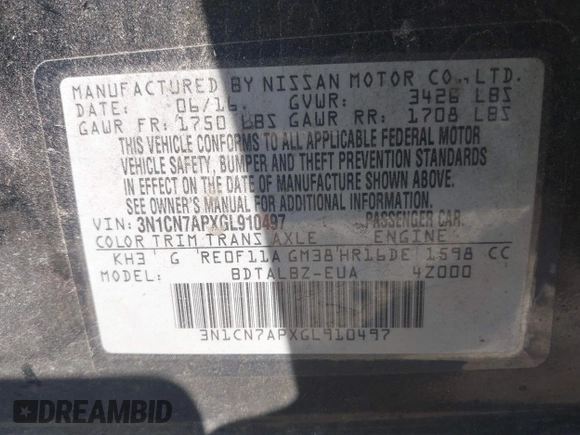 MANUFACTURED BY NISSAN MOTOR CO., LTD.
DATE: 06/16 GVWR: 3426 LBS
GAWR FR: 1750 LBS GAWR RR: 1708 LBS
THIS VEHICLE CONFORMS TO ALL APPLICABLE FEDERAL MOTOR
VEHICLE SAFETY, BUMPER AND THEFT PREVENTION STANDARDS
IN EFFECT ON THE DATE OF MANUFACTURE SHOWN ABOVE.
SEE OWNER'S MANUAL FOR ADDITIONAL INFORMATION.
VIN: 3N1CN7APXGL910497 PASSENGER CAR
COLOR TRIM TRANS AXLE ENGINE
KH3 G RE0F11A GM38 HR16DE 1598 CC
MODEL: BDTALBZ-EUA 4Z000
3N1CN7APXGL910497
DREAMBID